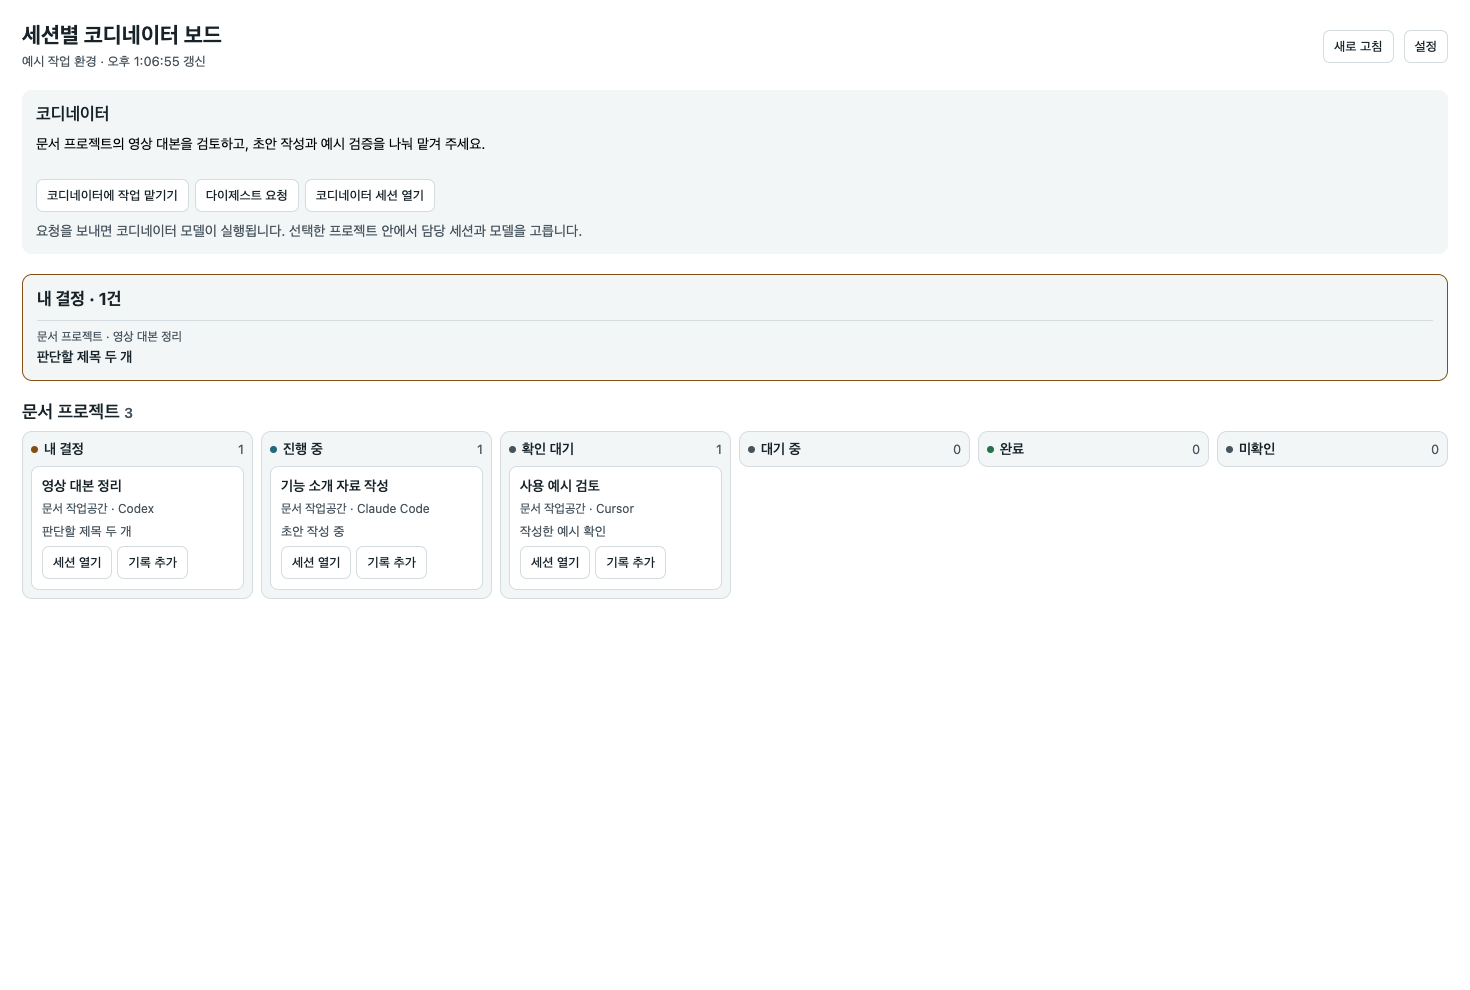 세션별 코디네이터 보드
예시 작업 환경 · 오후 1:06:55 갱신
새로 고침
설정
코디네이터
문서 프로젝트의 영상 대본을 검토하고, 초안 작성과 예시 검증을 나눠 맡겨 주세요.
코디네이터에 작업 맡기기
다이제스트 요청
코디네이터 세션 열기
요청을 보내면 코디네이터 모델이 실행됩니다. 선택한 프로젝트 안에서 담당 세션과 모델을 고릅니다.
내 결정 · 1건
문서 프로젝트 · 영상 대본 정리
판단할 제목 두 개
문서 프로젝트 3
내 결정 1
영상 대본 정리
문서 작업공간 · Codex
판단할 제목 두 개
세션 열기
기록 추가
진행 중 1
기능 소개 자료 작성
문서 작업공간 · Claude Code
초안 작성 중
세션 열기
기록 추가
확인 대기 1
사용 예시 검토
문서 작업공간 · Cursor
작성한 예시 확인
세션 열기
기록 추가
대기 중 0
완료 0
미확인 0